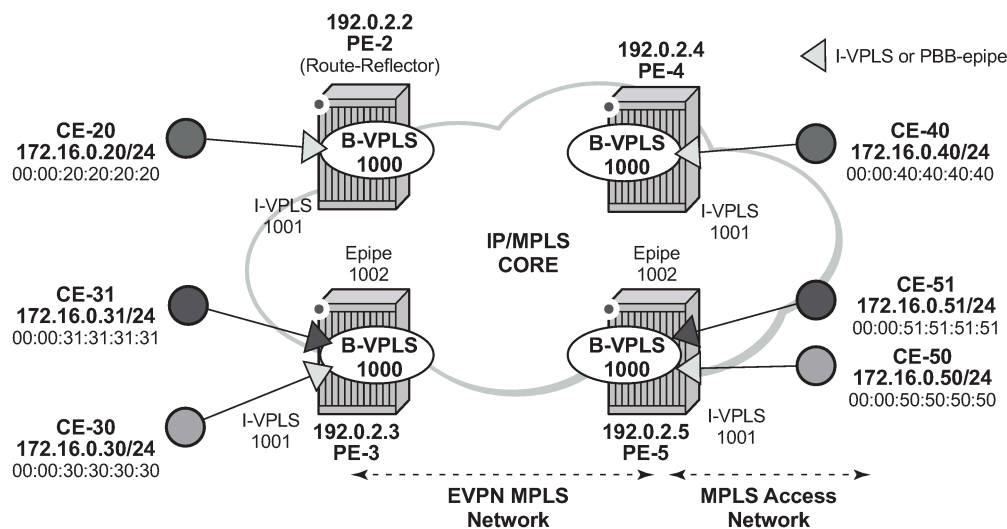 192.0.2.2
PE-2
(Route-Reflector)
192.0.2.4
PE-4
I-VPLS or PBB-epipe
CE-20
172.16.0.20/24
00:00:20:20:20:20
B-VPLS
1000
I-VPLS
1001
B-VPLS
1000
I-VPLS
1001
CE-40
172.16.0.40/24
00:00:40:40:40:40
IP/MPLS
CORE
Epipe
1002
Epipe
1002
CE-31
172.16.0.31/24
00:00:31:31:31:31
B-VPLS
1000
B-VPLS
1000
CE-51
172.16.0.51/24
00:00:51:51:51:51
CE-50
172.16.0.50/24
00:00:50:50:50:50
CE-30
172.16.0.30/24
00:00:30:30:30:30
I-VPLS
1001
192.0.2.3
PE-3
192.0.2.5
PE-5
I-VPLS
1001
EVPN MPLS
Network
MPLS Access
Network